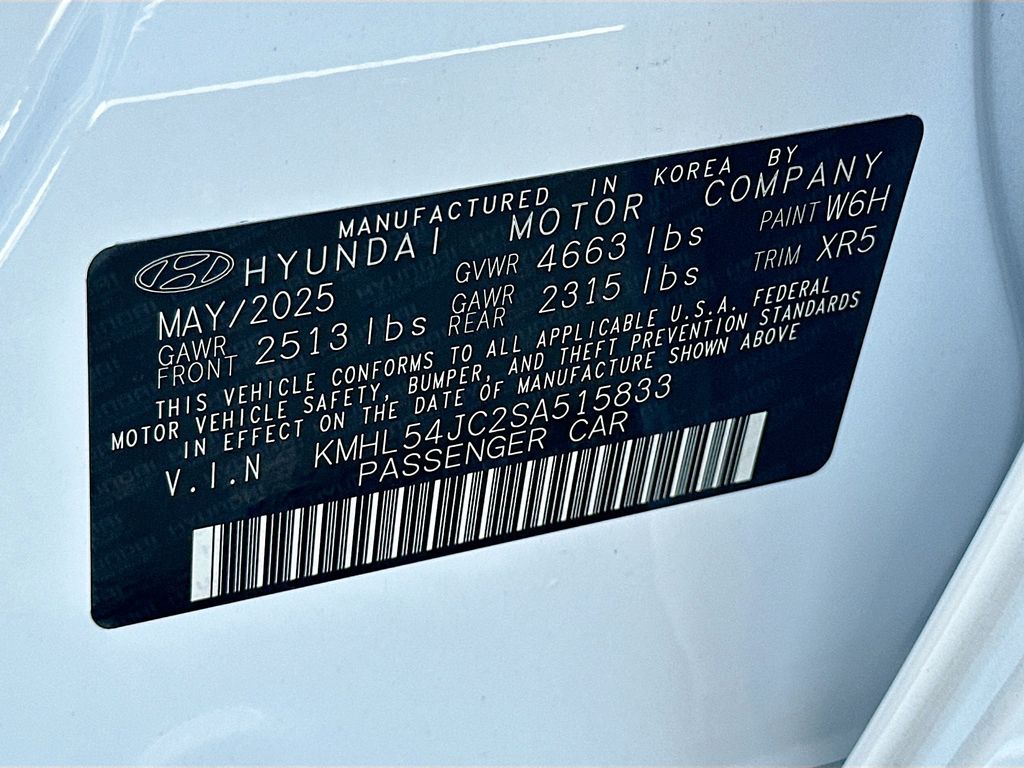 MANUFACTURED IN KOREA BY
HYUNDAI MOTOR COMPANY
MAY/2025 GVWR 4663 lbs PAINT W6H
GAWR FRONT 2513 lbs GAWR REAR 2315 lbs TRIM XR5
THIS VEHICLE CONFORMS TO ALL APPLICABLE U.S.A. FEDERAL
MOTOR VEHICLE SAFETY, BUMPER, AND THEFT PREVENTION STANDARDS
IN EFFECT ON THE DATE OF MANUFACTURE SHOWN ABOVE
V.I.N KMHL54JC2SA515833
PASSENGER CAR